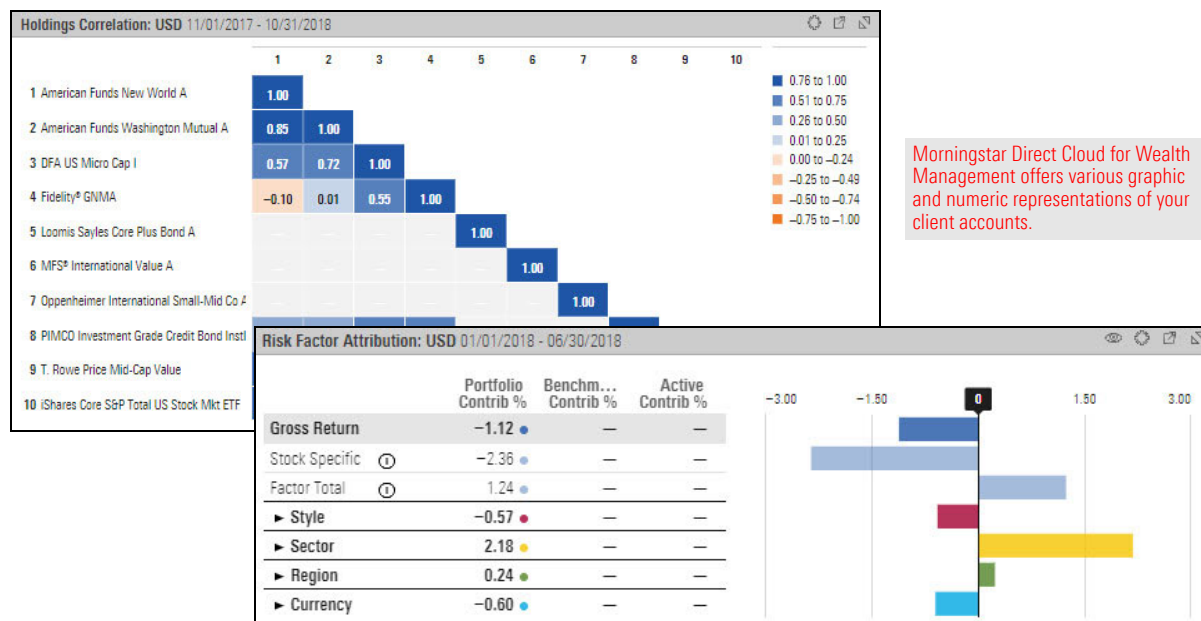 Holdings Correlation: USD 11/01/2017 - 10/31/2018
1 2 3 4 5 6 7 8 9 10
1 American Funds New World A 1.00
2 American Funds Washington Mutual A 0.85 1.00
3 DFA US Micro Cap I 0.57 0.72 1.00
4 Fidelity® GNMA −0.10 0.01 0.55 1.00
5 Loomis Sayles Core Plus Bond A — — — — 1.00
6 MFS® International Value A — — — — — 1.00
7 Oppenheimer International Small-Mid Co — — — — — — 1.00
8 PIMCO Investment Grade Credit Bond Instl
9 T. Rowe Price Mid-Cap Value
10 iShares Core S&P Total US Stock Mkt ETF
0.76 to 1.00
0.51 to 0.75
0.26 to 0.50
0.01 to 0.25
0.00 to −0.24
−0.25 to −0.49
−0.50 to −0.74
−0.75 to −1.00
Morningstar Direct Cloud for Wealth
Management offers various graphic
and numeric representations of your
client accounts.
Risk Factor Attribution: USD 01/01/2018 - 06/30/2018
Portfolio Benchm... Active
Contrib % Contrib % Contrib %
−3.00 −1.50 0 1.50 3.00
Gross Return −1.12 — —
Stock Specific −2.36 — —
Factor Total 1.24 — —
► Style −0.57 — —
► Sector 2.18 — —
► Region 0.24 — —
► Currency −0.60 — —